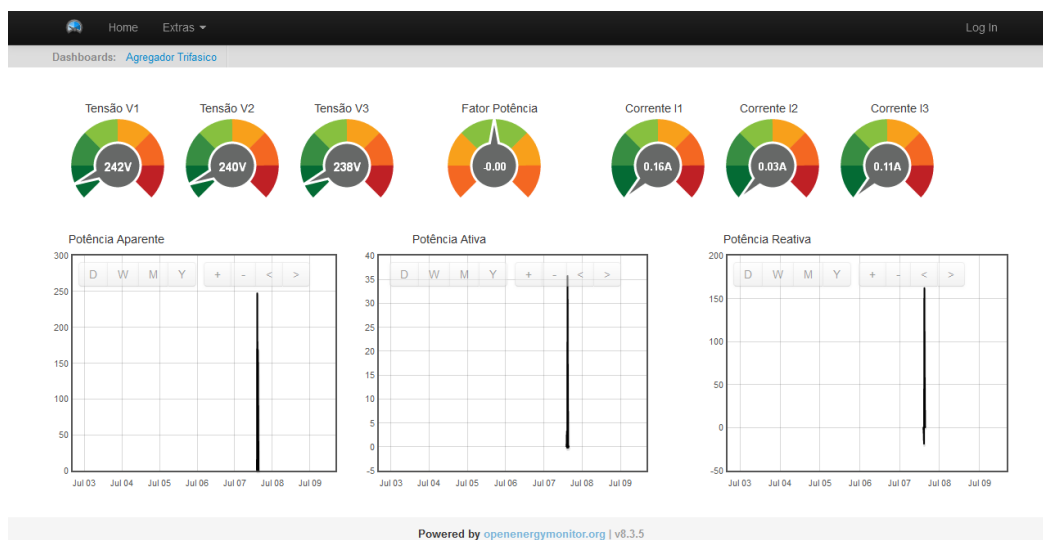 Home Extras Log In
Dashboards: Agregador Trifasico
Tensão V1 Tensão V2 Tensão V3 Fator Potência Corrente I1 Corrente I2 Corrente I3
242V 240V 238V -0.00 0.16A 0.03A 0.11A
Potência Aparente
D W M Y + - < >
300
250
200
150
100
50
0
Jul 03 Jul 04 Jul 05 Jul 06 Jul 07 Jul 08 Jul 09
Potência Ativa
D W M Y + - < >
40
35
30
25
20
15
10
5
0
-5
Jul 03 Jul 04 Jul 05 Jul 06 Jul 07 Jul 08 Jul 09
Potência Reativa
D W M Y + - < >
200
150
100
50
0
-50
Jul 03 Jul 04 Jul 05 Jul 06 Jul 07 Jul 08 Jul 09
Powered by openenergymonitor.org | v8.3.5